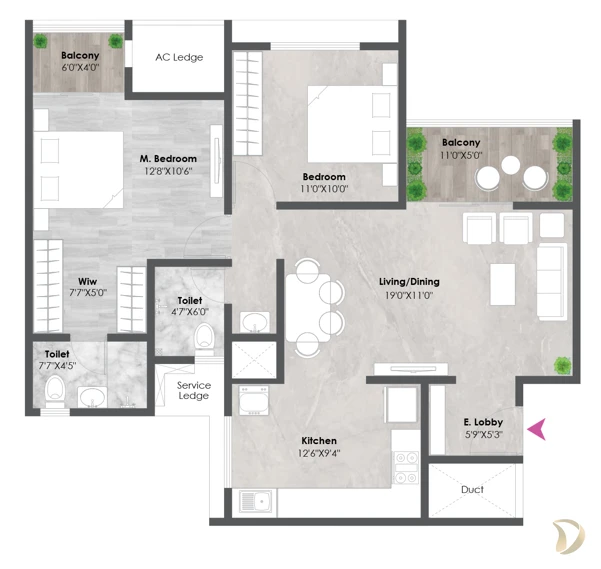 Balcony
6'0"X4'0"
AC Ledge
M. Bedroom
12'8"X10'6"
Bedroom
11'0"X10'0"
Balcony
11'0"X5'0"
Wiw
7'7"X5'0"
Toilet
4'7"X6'0"
Living/Dining
19'0"X11'0"
Toilet
7'7"X4'5"
Service
Ledge
Kitchen
12'6"X9'4"
E. Lobby
5'9"X5'3"
Duct